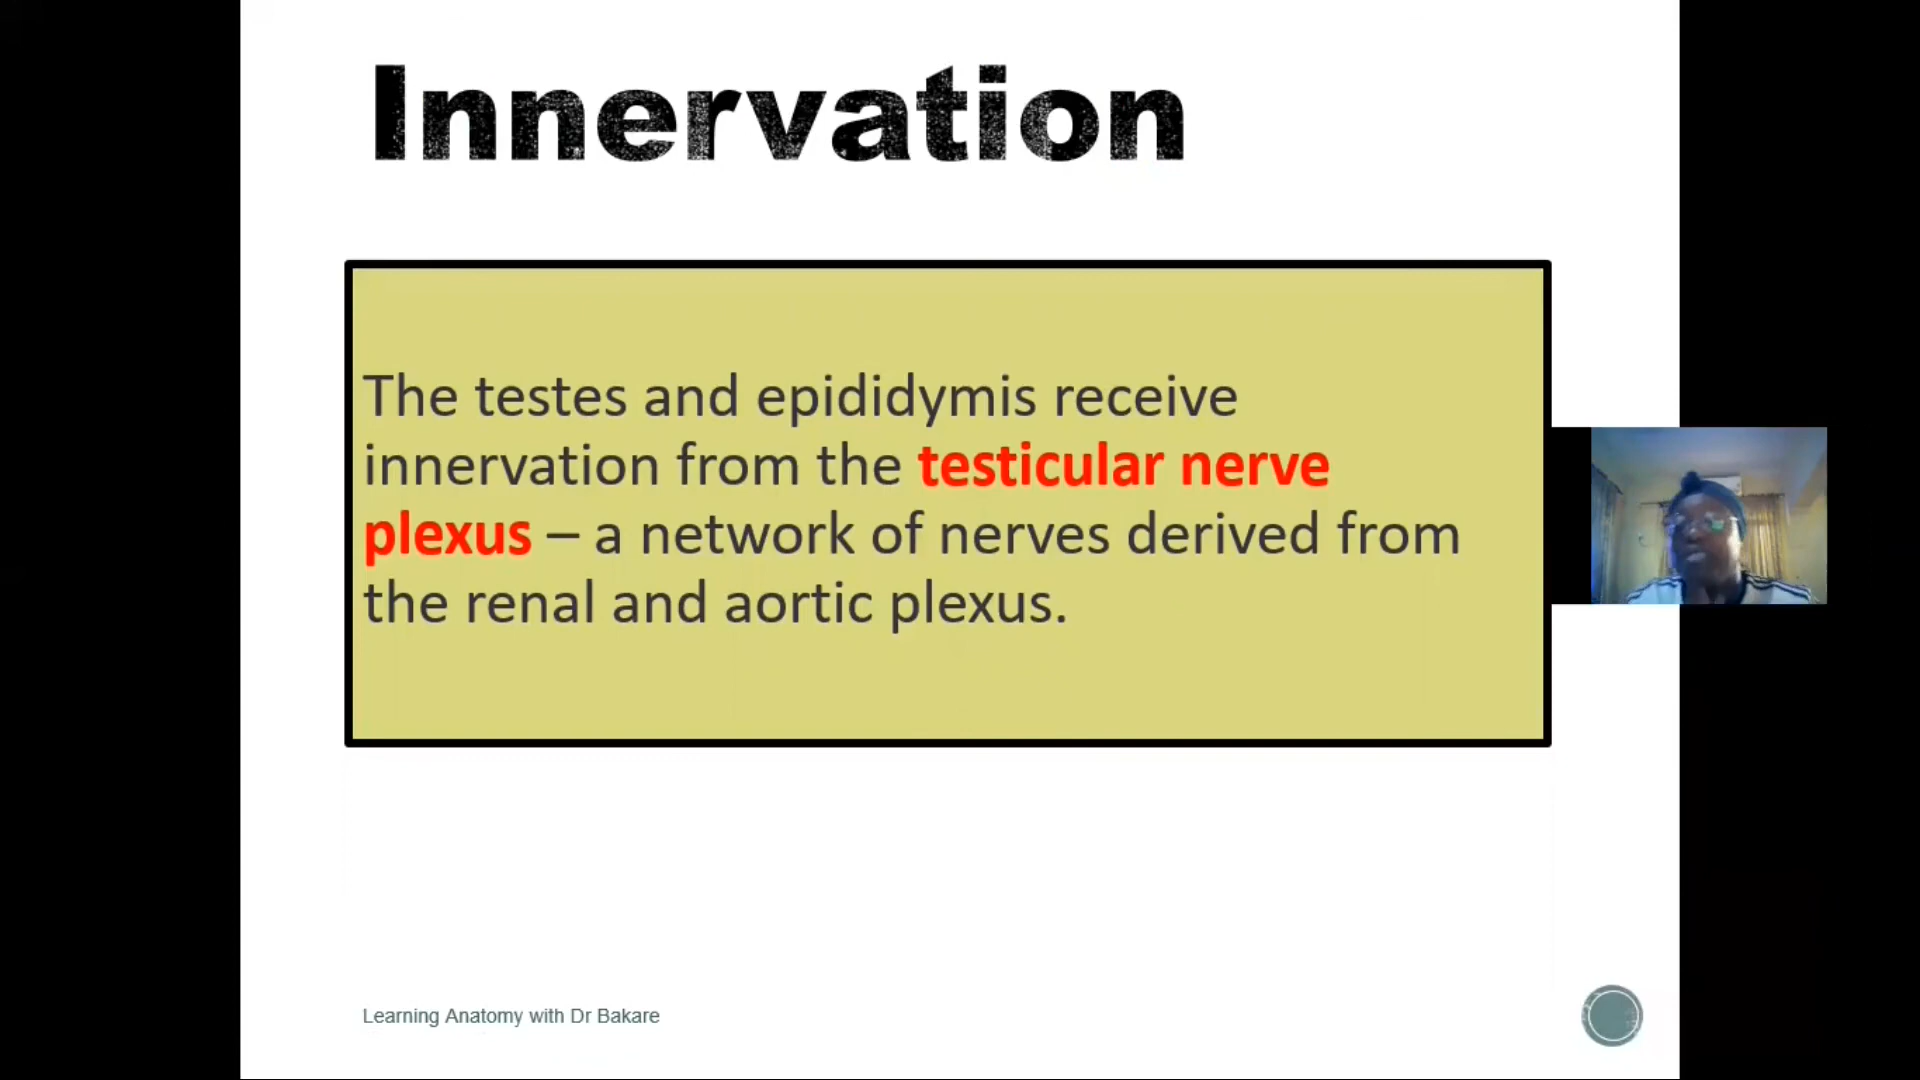 Innervation
The testes and epididymis receive
innervation from the testicular nerve
plexus – a network of nerves derived from
the renal and aortic plexus.
Learning Anatomy with Dr Bakare